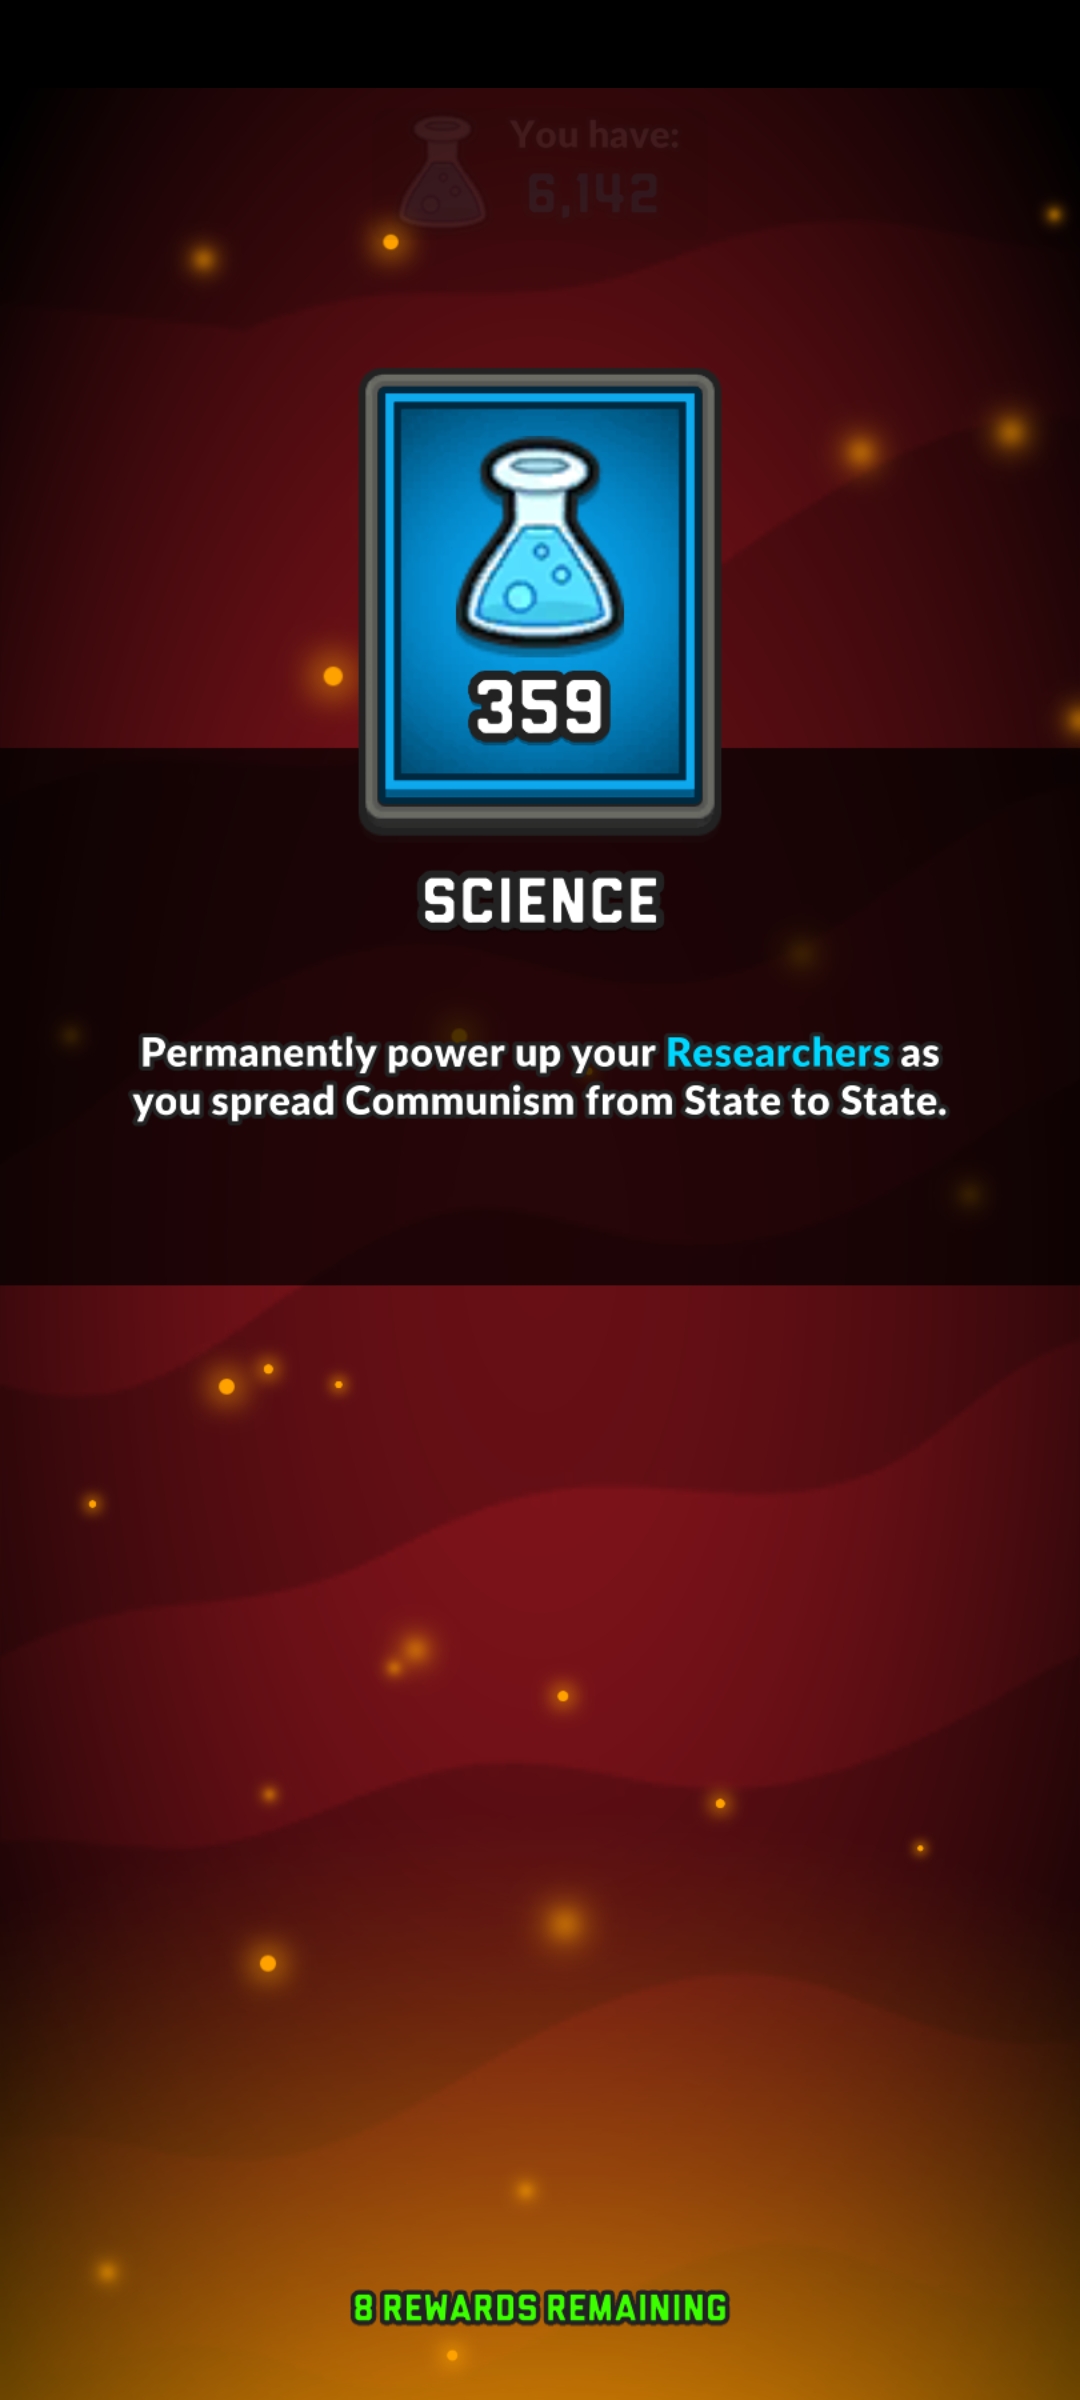 You have:
6,142
359
SCIENCE
Permanently power up your Researchers as
you spread Communism from State to State.
8 REWARDS REMAINING